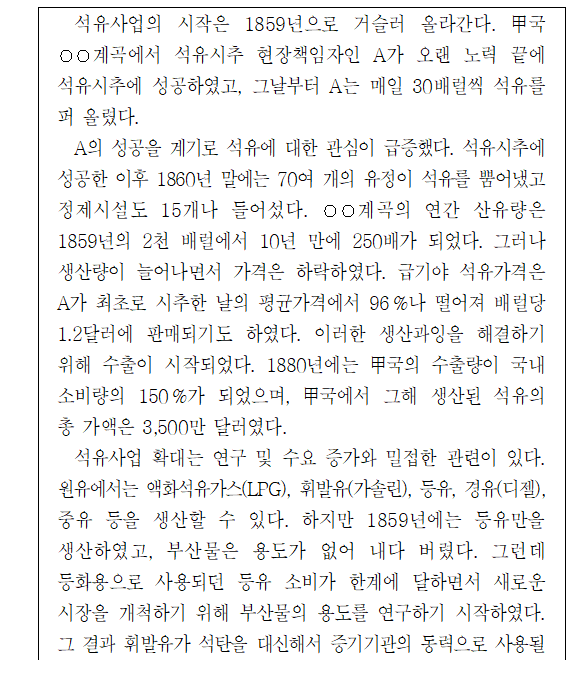 석유사업의 시작은 1859년으로 거슬러 올라간다. 甲국
○○계곡에서 석유시추 현장책임자인 A가 오랜 노력 끝에
석유시추에 성공하였고, 그날부터 A는 매일 30배럴씩 석유를
퍼 올렸다.
A의 성공을 계기로 석유에 대한 관심이 급증했다. 석유시추에
성공한 이후 1860년 말에는 70여 개의 유정이 석유를 뿜어냈고
정제시설도 15개나 들어섰다. ○○계곡의 연간 산유량은
1859년의 2천 배럴에서 10년 만에 250배가 되었다. 그러나
생산량이 늘어나면서 가격은 하락하였다. 급기야 석유가격은
A가 최초로 시추한 날의 평균가격에서 96%나 떨어져 배럴당
1.2달러에 판매되기도 하였다. 이러한 생산과잉을 해결하기
위해 수출이 시작되었다. 1880년에는 甲국의 수출량이 국내
소비량의 150%가 되었으며, 甲국에서 그해 생산된 석유의
총 가액은 3,500만 달러였다.
석유사업 확대는 연구 및 수요 증가와 밀접한 관련이 있다.
원유에서는 액화석유가스(LPG), 휘발유(가솔린), 등유, 경유(디젤),
중유 등을 생산할 수 있다. 하지만 1859년에는 등유만을
생산하였고, 부산물은 용도가 없어 내다 버렸다. 그런데
등화용으로 사용되던 등유 소비가 한계에 달하면서 새로운
시장을 개척하기 위해 부산물의 용도를 연구하기 시작하였다.
그 결과 휘발유가 석탄을 대신해서 증기기관의 동력으로 사용될